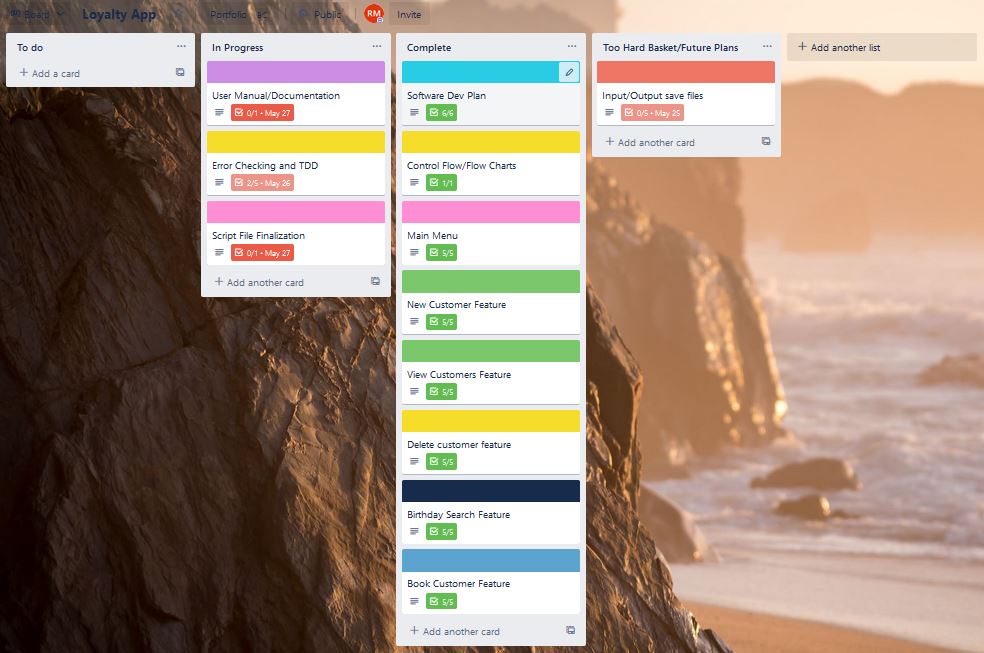 Board
Loyalty App
Portfolio
Public
RM
Invite
To do
Add a card
In Progress
User Manual/Documentation
0/1 • May 27
Error Checking and TDD
2/5 • May 26
Script File Finalization
0/1 • May 27
Add another card
Complete
Software Dev Plan
6/6
Control Flow/Flow Charts
1/1
Main Menu
5/5
New Customer Feature
5/5
View Customers Feature
5/5
Delete customer feature
5/5
Birthday Search Feature
5/5
Book Customer Feature
5/5
Add another card
Too Hard Basket/Future Plans
Input/Output save files
0/5 • May 25
Add another card
Add another list